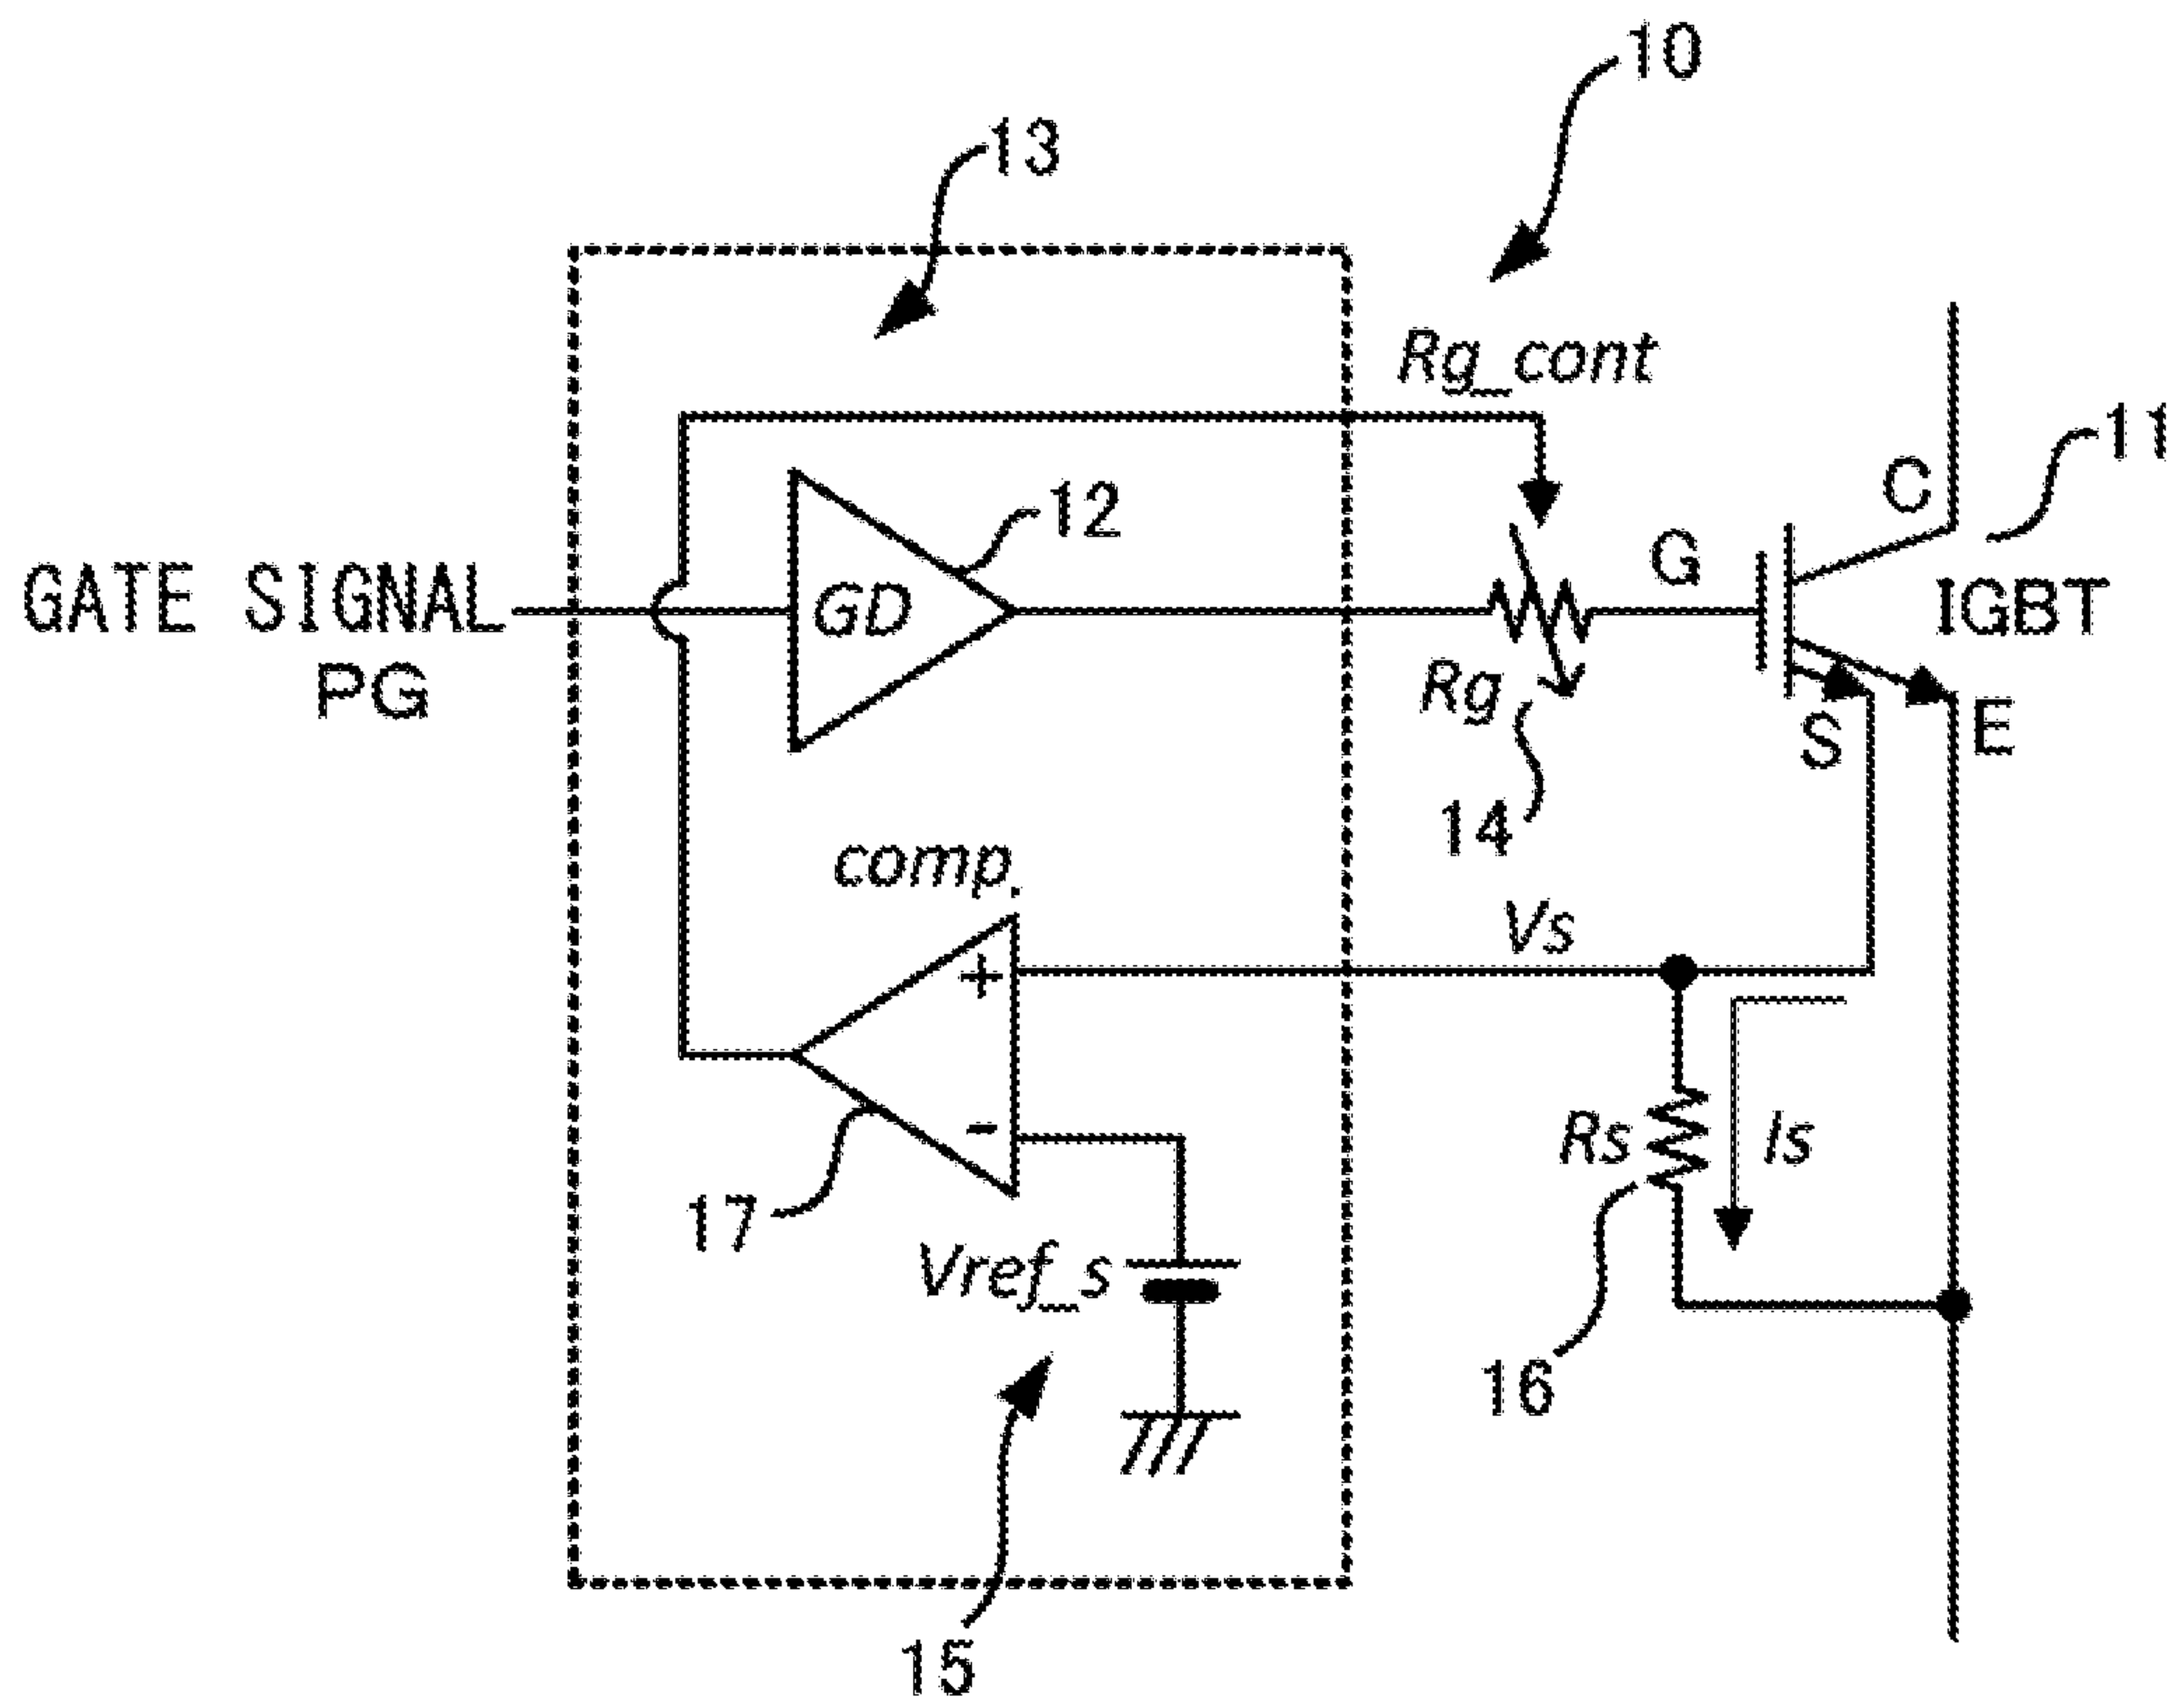 10
13
Rg_cont
11
C
12
G
GATE SIGNAL
PG
GD
IGBT
Rg
S
E
14
comp.
Vs
+
-
Rs
Is
17
Vref_s
16
15